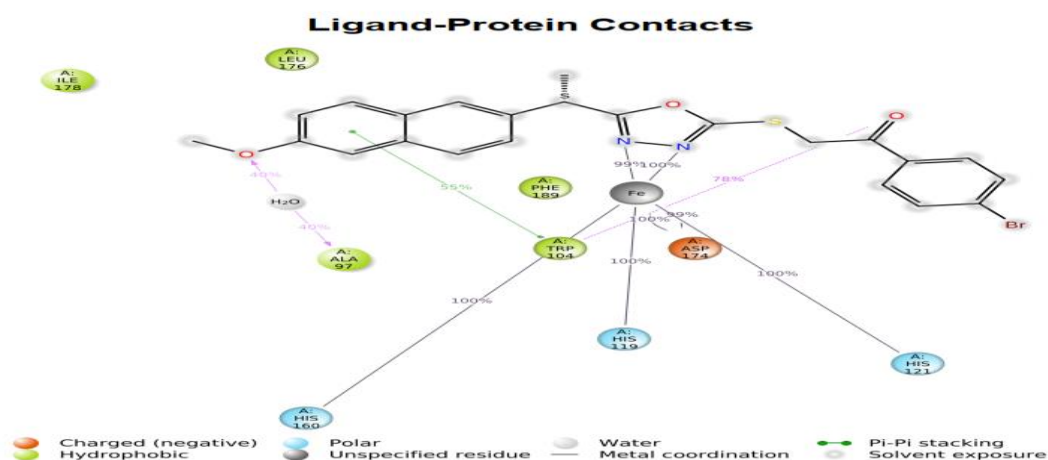 Ligand-Protein Contacts
A:
LEU
176
A:
ILE
178
S
O
S
O
N
N
O
99%
100%
40%
55%
A:
PHE
189
Fe
78%
H₂O
99%
100%
40%
A:
TRP
104
A:
ASP
174
A:
ALA
97
100%
100%
100%
Br
A:
HIS
119
A:
HIS
121
A:
HIS
160
Charged (negative)
Polar
Water
Pi-Pi stacking
Hydrophobic
Unspecified residue
Metal coordination
Solvent exposure